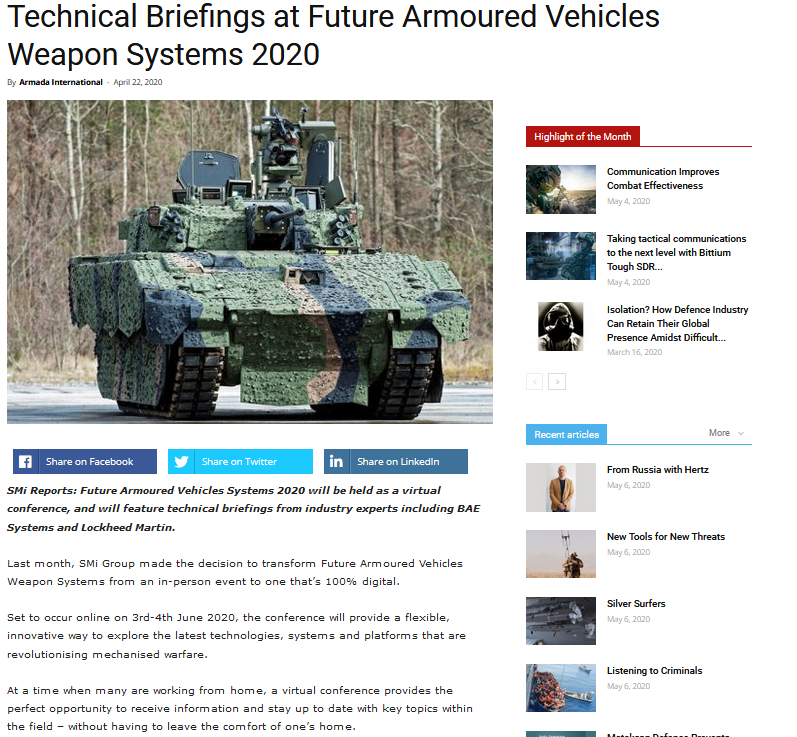 Technical Briefings at Future Armoured Vehicles
Weapon Systems 2020
By Armada International - April 22, 2020
Share on Facebook
Share on Twitter
Share on LinkedIn
SMi Reports: Future Armoured Vehicles Systems 2020 will be held as a virtual
conference, and will feature technical briefings from industry experts including BAE
Systems and Lockheed Martin.
Last month, SMi Group made the decision to transform Future Armoured Vehicles
Weapon Systems from an in-person event to one that's 100% digital.
Set to occur online on 3rd-4th June 2020, the conference will provide a flexible,
innovative way to explore the latest technologies, systems and platforms that are
revolutionising mechanised warfare.
At a time when many are working from home, a virtual conference provides the
perfect opportunity to receive information and stay up to date with key topics within
the field – without having to leave the comfort of one's home.
Highlight of the Month
Communication Improves
Combat Effectiveness
May 4, 2020
Taking tactical communications
to the next level with Bittium
Tough SDR...
May 4, 2020
Isolation? How Defence Industry
Can Retain Their Global
Presence Amidst Difficult...
March 16, 2020
Recent articles
More
From Russia with Hertz
May 6, 2020
New Tools for New Threats
May 6, 2020
Silver Surfers
May 6, 2020
Listening to Criminals
May 6, 2020